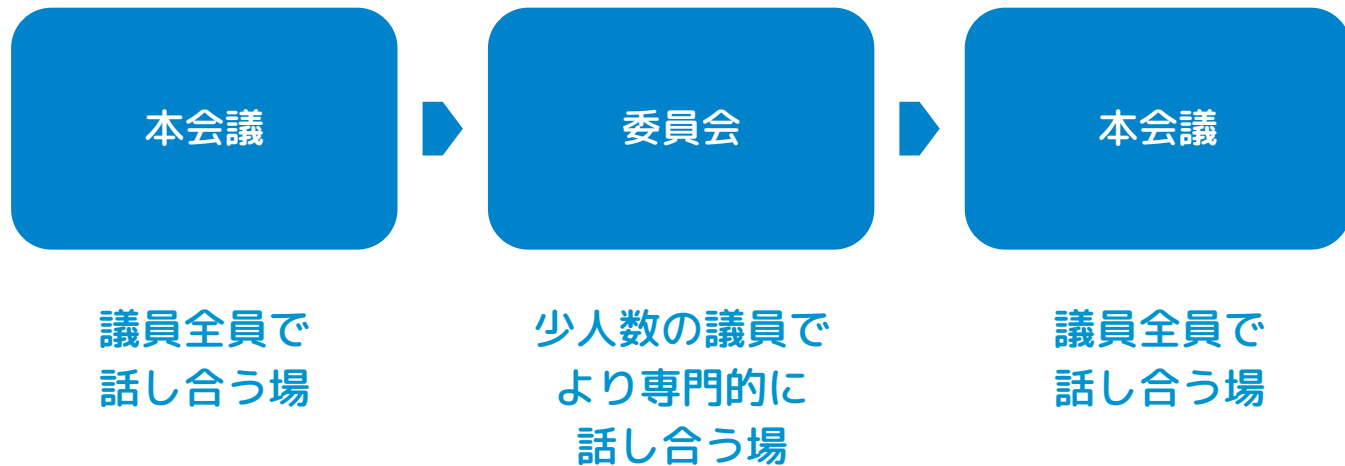 本会議
委員会
本会議
議員全員で
話し合う場
少人数の議員で
より専門的に
話し合う場
議員全員で
話し合う場